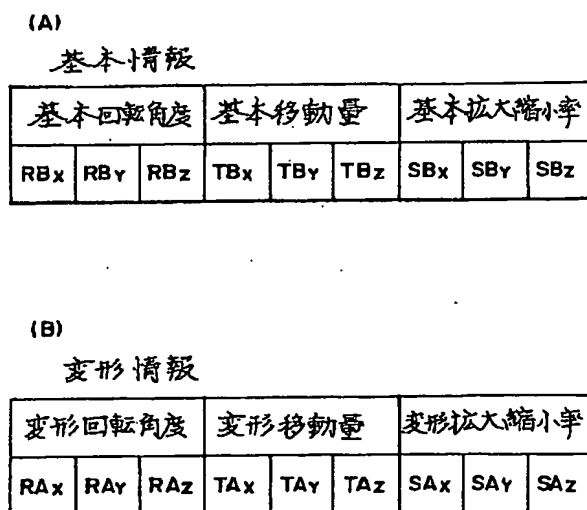 (A)
基本情報
基本回転角度 基本移動量 基本拡大縮小率
RBX RBY RBZ TBX TBY TBZ SBX SBY SBZ
(B)
変形情報
変形回転角度 変形移動量 変形拡大縮小率
RAX RAY RAZ TAX TAY TAZ SAX SAY SAZ